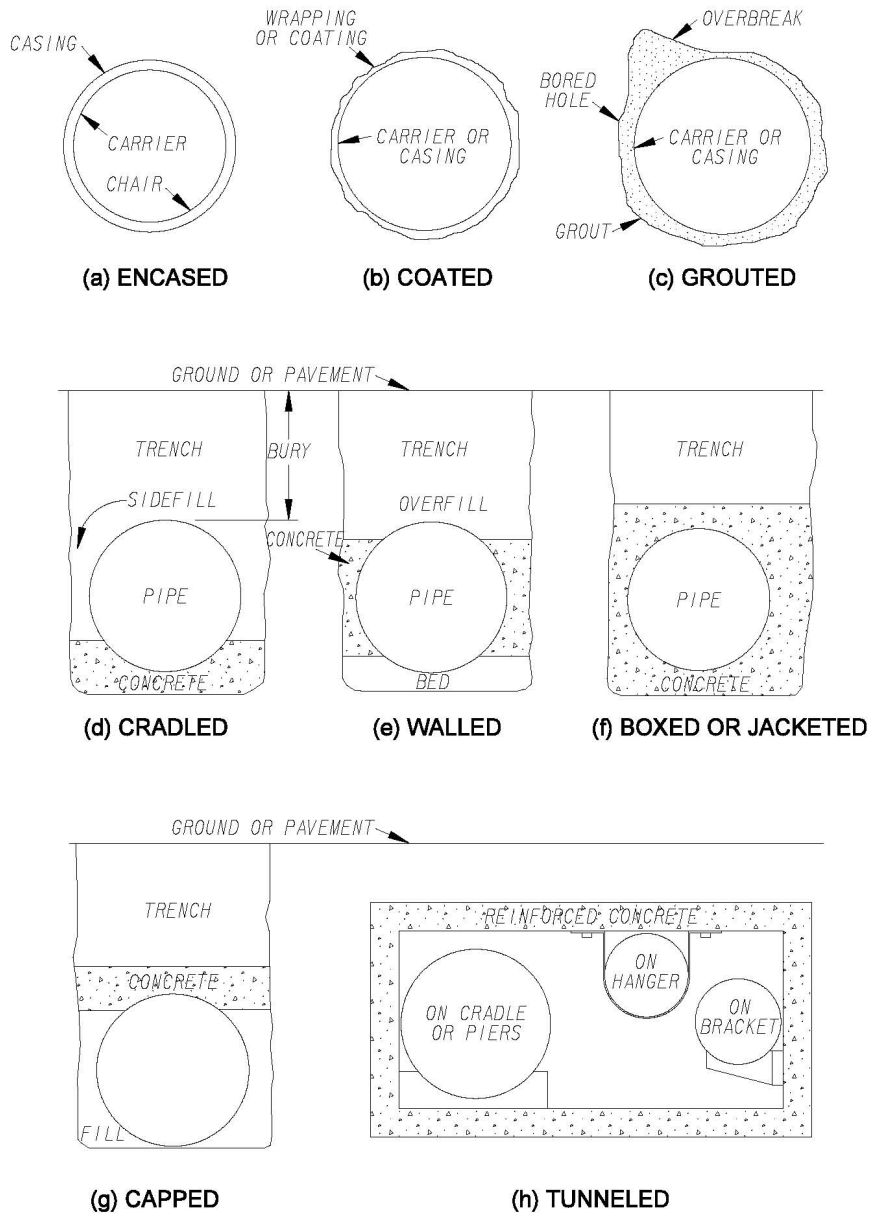 CASING
CARRIER
CHAIR
(a) ENCASED
WRAPPING
OR COATING
CARRIER OR
CASING
(b) COATED
OVERBREAK
BORED
HOLE
CARRIER OR
CASING
GROUT
(c) GROUTED
GROUND OR PAVEMENT
TRENCH
BURY
SIDEFILL
PIPE
CONCRETE
(d) CRADLED
TRENCH
OVERFILL
CONCRETE
PIPE
BED
(e) WALLED
TRENCH
PIPE
CONCRETE
(f) BOXED OR JACKETED
GROUND OR PAVEMENT
TRENCH
CONCRETE
FILL
(g) CAPPED
REINFORCED CONCRETE
ON CRADLE
OR PIERS
ON
HANGER
ON
BRACKET
(h) TUNNELED